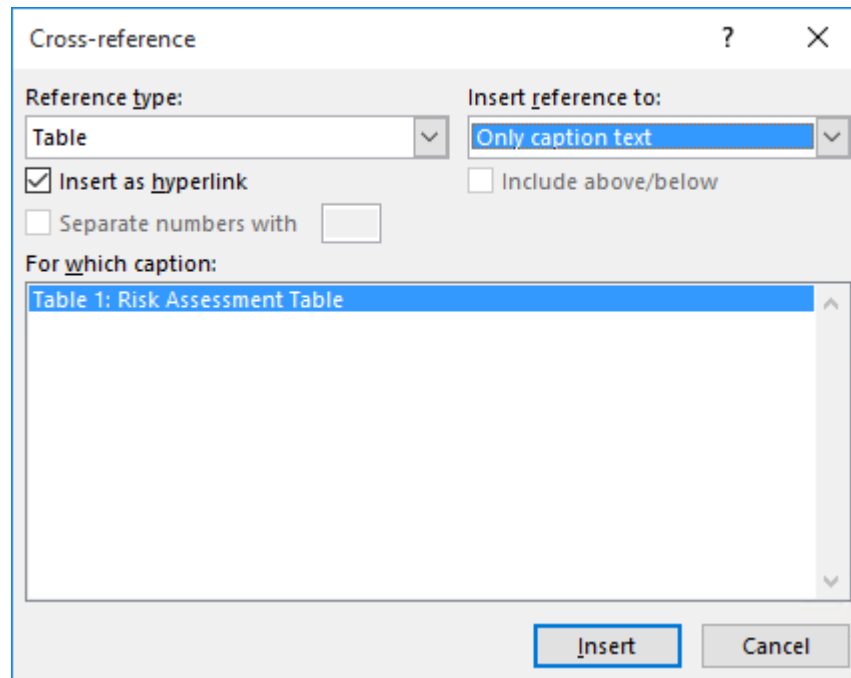 Cross-reference ?
Reference type: Insert reference to:
Table Only caption text
Insert as hyperlink Include above/below
Separate numbers with
For which caption:
Table 1: Risk Assessment Table
Insert Cancel